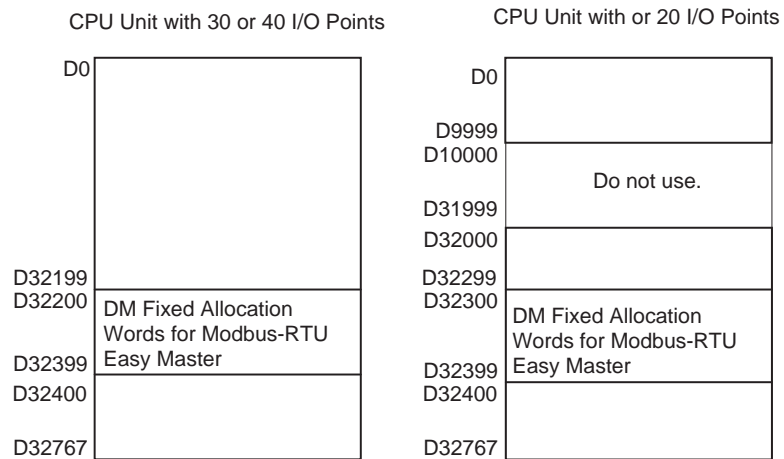 CPU Unit with 30 or 40 I/O Points
D0
D32199
D32200
DM Fixed Allocation
Words for Modbus-RTU
Easy Master
D32399
D32400
D32767
CPU Unit with or 20 I/O Points
D0
D9999
D10000
Do not use.
D31999
D32000
D32299
D32300
DM Fixed Allocation
Words for Modbus-RTU
Easy Master
D32399
D32400
D32767